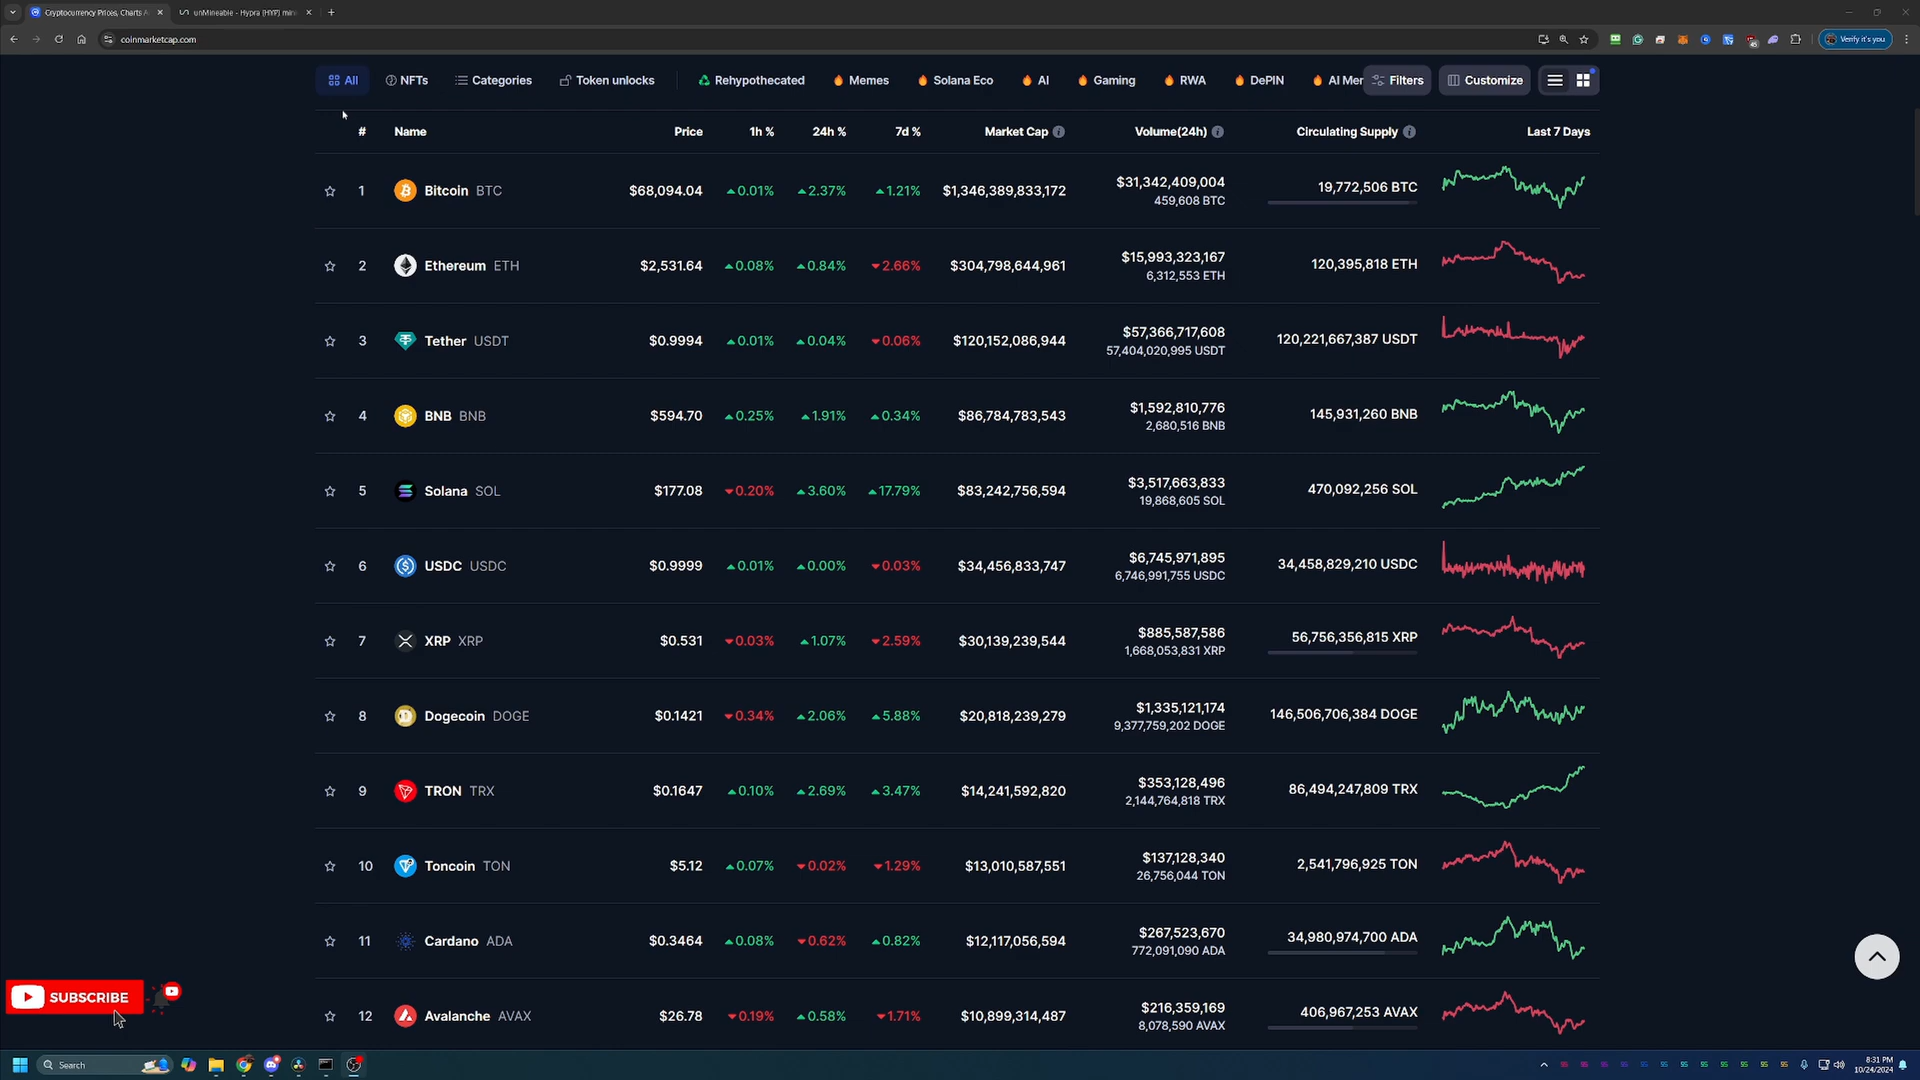 Cryptocurrency Prices, Charts A
unMineable - Hypra (HYP) min
coinmarketcap.com
Verify it's you
All NFTs Categories Token unlocks Rehypothecated Memes Solana Eco AI Gaming RWA DePIN AI Mer Filters Customize
# Name Price 1h % 24h % 7d % Market Cap Volume(24h) Circulating Supply Last 7 Days
1 Bitcoin BTC $68,094.04 0.01% 2.37% 1.21% $1,346,389,833,172 $31,342,409,004 19,772,506 BTC
459,608 BTC
2 Ethereum ETH $2,531.64 0.08% 0.84% 2.66% $304,798,644,961 $15,993,323,167 120,395,818 ETH
6,312,553 ETH
3 Tether USDT $0.9994 0.01% 0.04% 0.06% $120,152,086,944 $57,366,717,608 120,221,667,387 USDT
57,404,020,995 USDT
4 BNB BNB $594.70 0.25% 1.91% 0.34% $86,784,783,543 $1,592,810,776 145,931,260 BNB
2,680,516 BNB
5 Solana SOL $177.08 0.20% 3.60% 17.79% $83,242,756,594 $3,517,663,833 470,092,256 SOL
19,868,605 SOL
6 USDC USDC $0.9999 0.01% 0.00% 0.03% $34,456,833,747 $6,745,971,895 34,458,829,210 USDC
6,746,991,755 USDC
7 XRP XRP $0.531 0.03% 1.07% 2.59% $30,139,239,544 $885,587,586 56,756,356,815 XRP
1,668,053,831 XRP
8 Dogecoin DOGE $0.1421 0.34% 2.06% 5.88% $20,818,239,279 $1,335,121,174 146,506,706,384 DOGE
9,377,759,202 DOGE
9 TRON TRX $0.1647 0.10% 2.69% 3.47% $14,241,592,820 $353,128,496 86,494,247,809 TRX
2,144,764,818 TRX
10 Toncoin TON $5.12 0.07% 0.02% 1.29% $13,010,587,551 $137,128,340 2,541,796,925 TON
26,756,044 TON
11 Cardano ADA $0.3464 0.08% 0.62% 0.82% $12,117,056,594 $267,523,670 34,980,974,700 ADA
772,091,090 ADA
12 Avalanche AVAX $26.78 0.19% 0.58% 1.71% $10,899,314,487 $216,359,169 406,967,253 AVAX
8,078,590 AVAX
SUBSCRIBE
Search
8:31 PM
10/24/2024